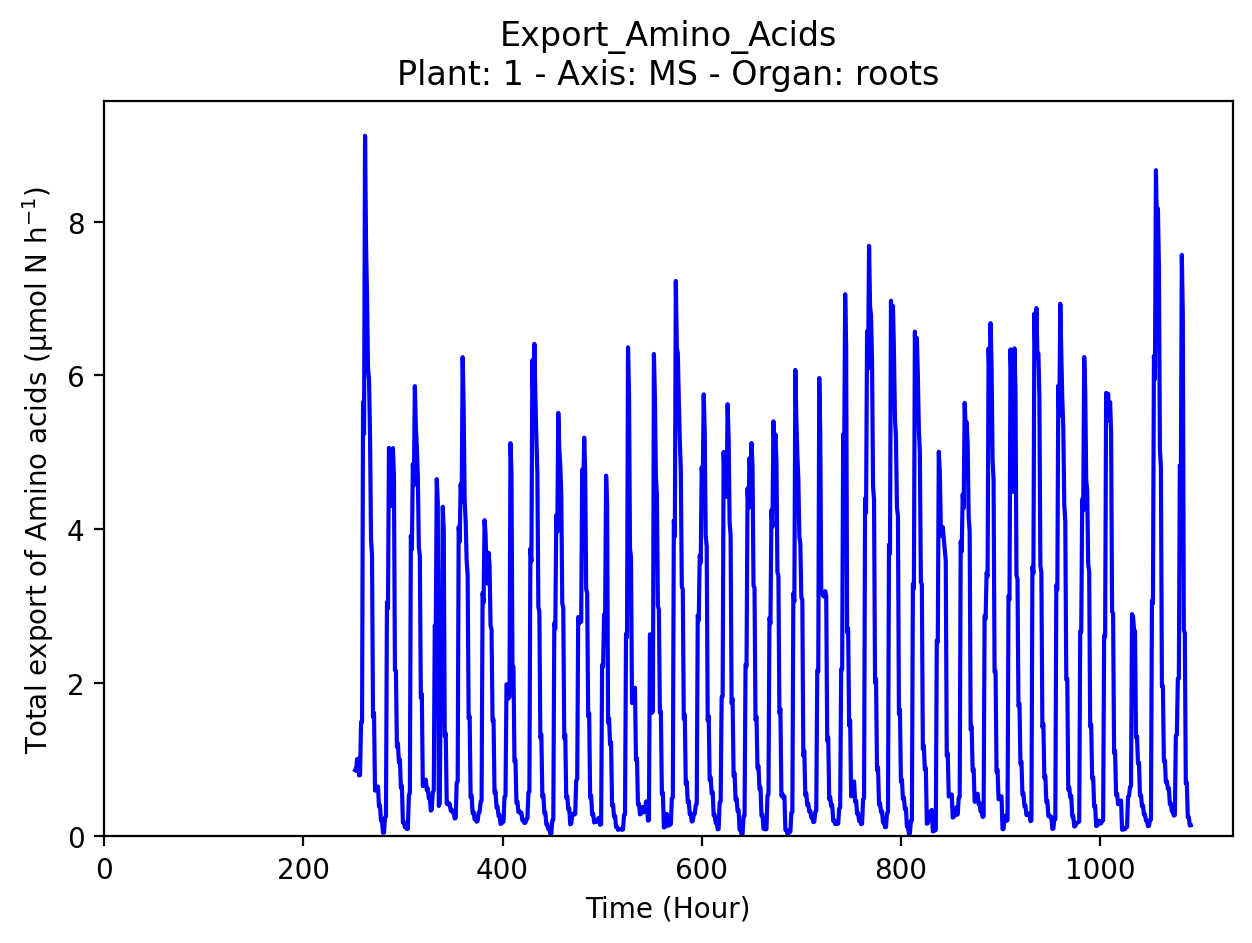 Export_Amino_Acids
Plant: 1 - Axis: MS - Organ: roots
Total export of Amino acids (µmol N h⁻¹)
8
6
4
2
0
0 200 400 600 800 1000
Time (Hour)